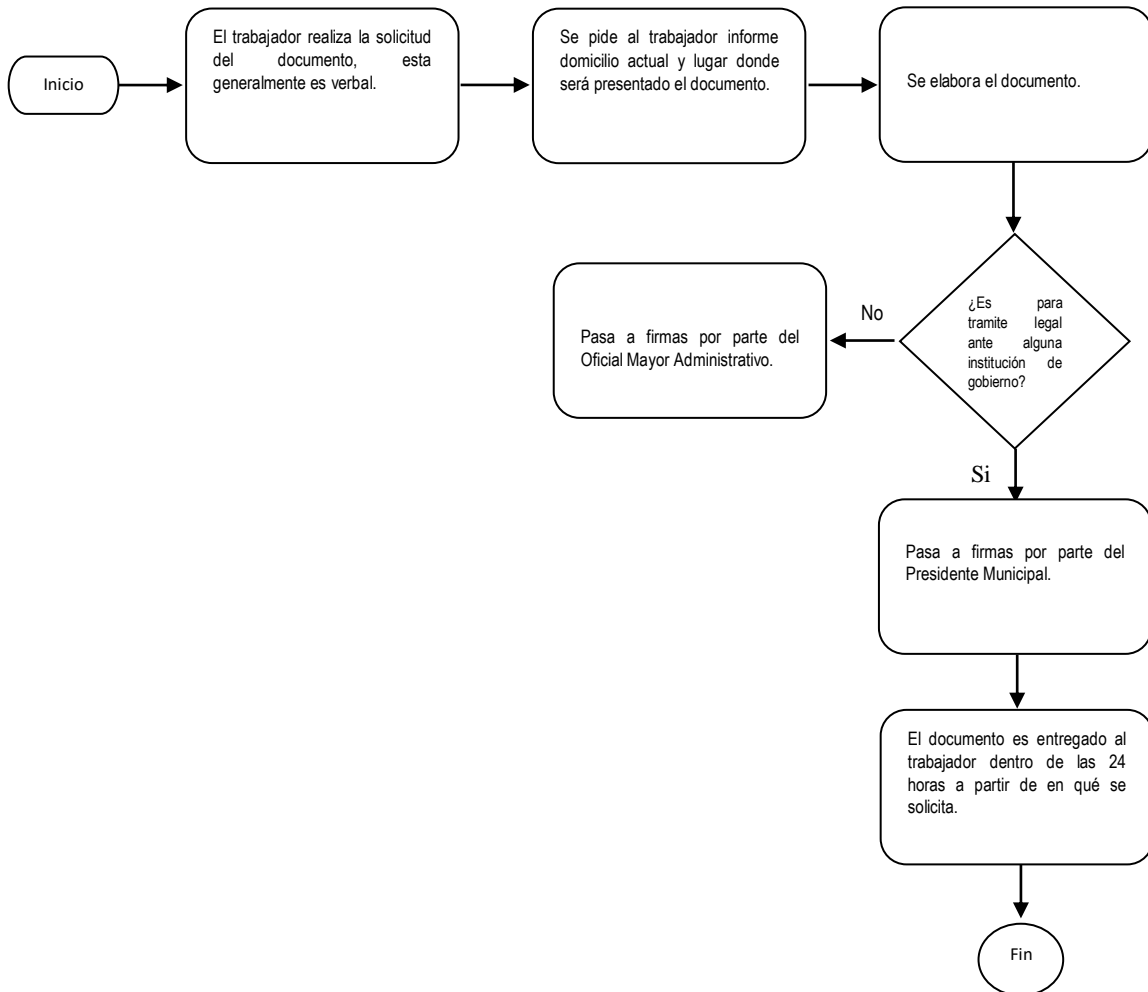 Inicio
El trabajador realiza la solicitud
del documento, esta
generalmente es verbal.
Se pide al trabajador informe
domicilio actual y lugar donde
será presentado el documento.
Se elabora el documento.
¿Es para
tramite legal
ante alguna
institución de
gobierno?
No
Pasa a firmas por parte del
Oficial Mayor Administrativo.
Si
Pasa a firmas por parte del
Presidente Municipal.
El documento es entregado al
trabajador dentro de las 24
horas a partir de en qué se
solicita.
Fin